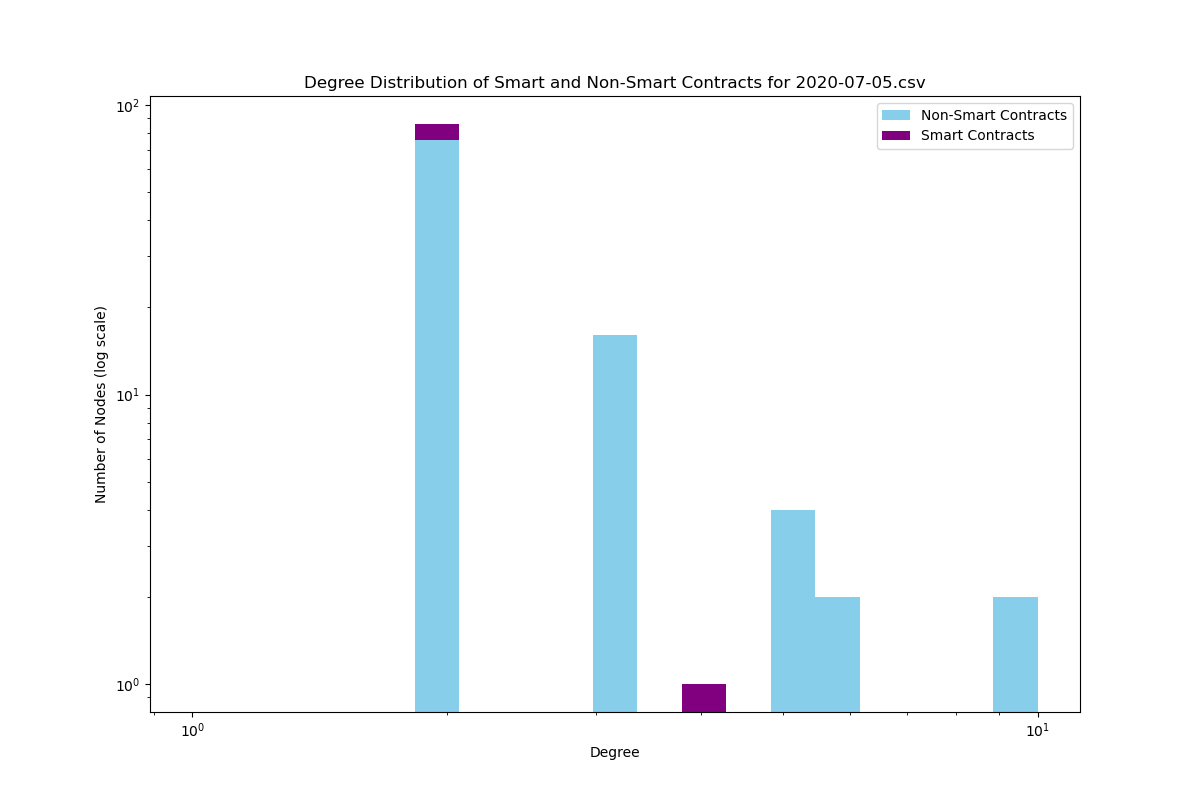 Degree Distribution of Smart and Non-Smart Contracts for 2020-07-05.csv
Non-Smart Contracts
Smart Contracts
Number of Nodes (log scale)
10²
10¹
10⁰
10⁰
10¹
Degree